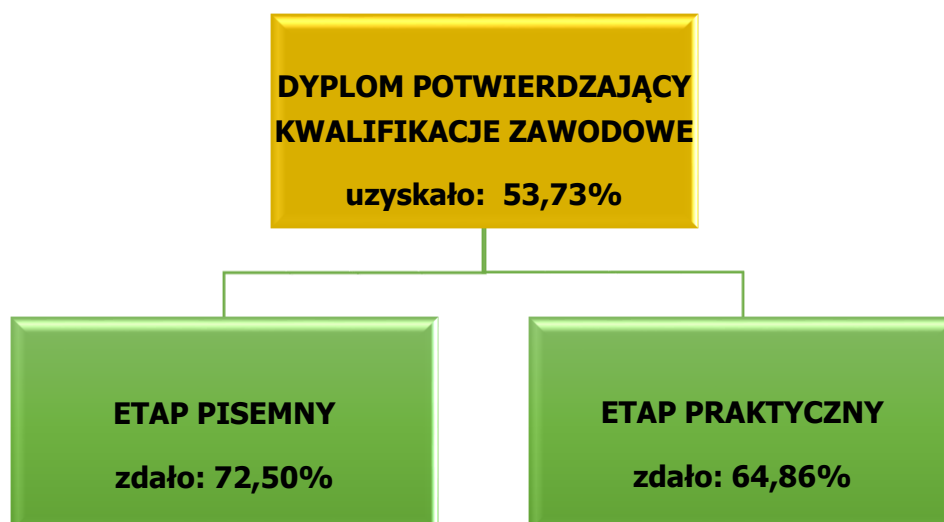 DYPLOM POTWIERDZAJĄCY
KWALIFIKACJE ZAWODOWE
uzyskało: 53,73%
ETAP PISEMNY
zdało: 72,50%
ETAP PRAKTYCZNY
zdało: 64,86%